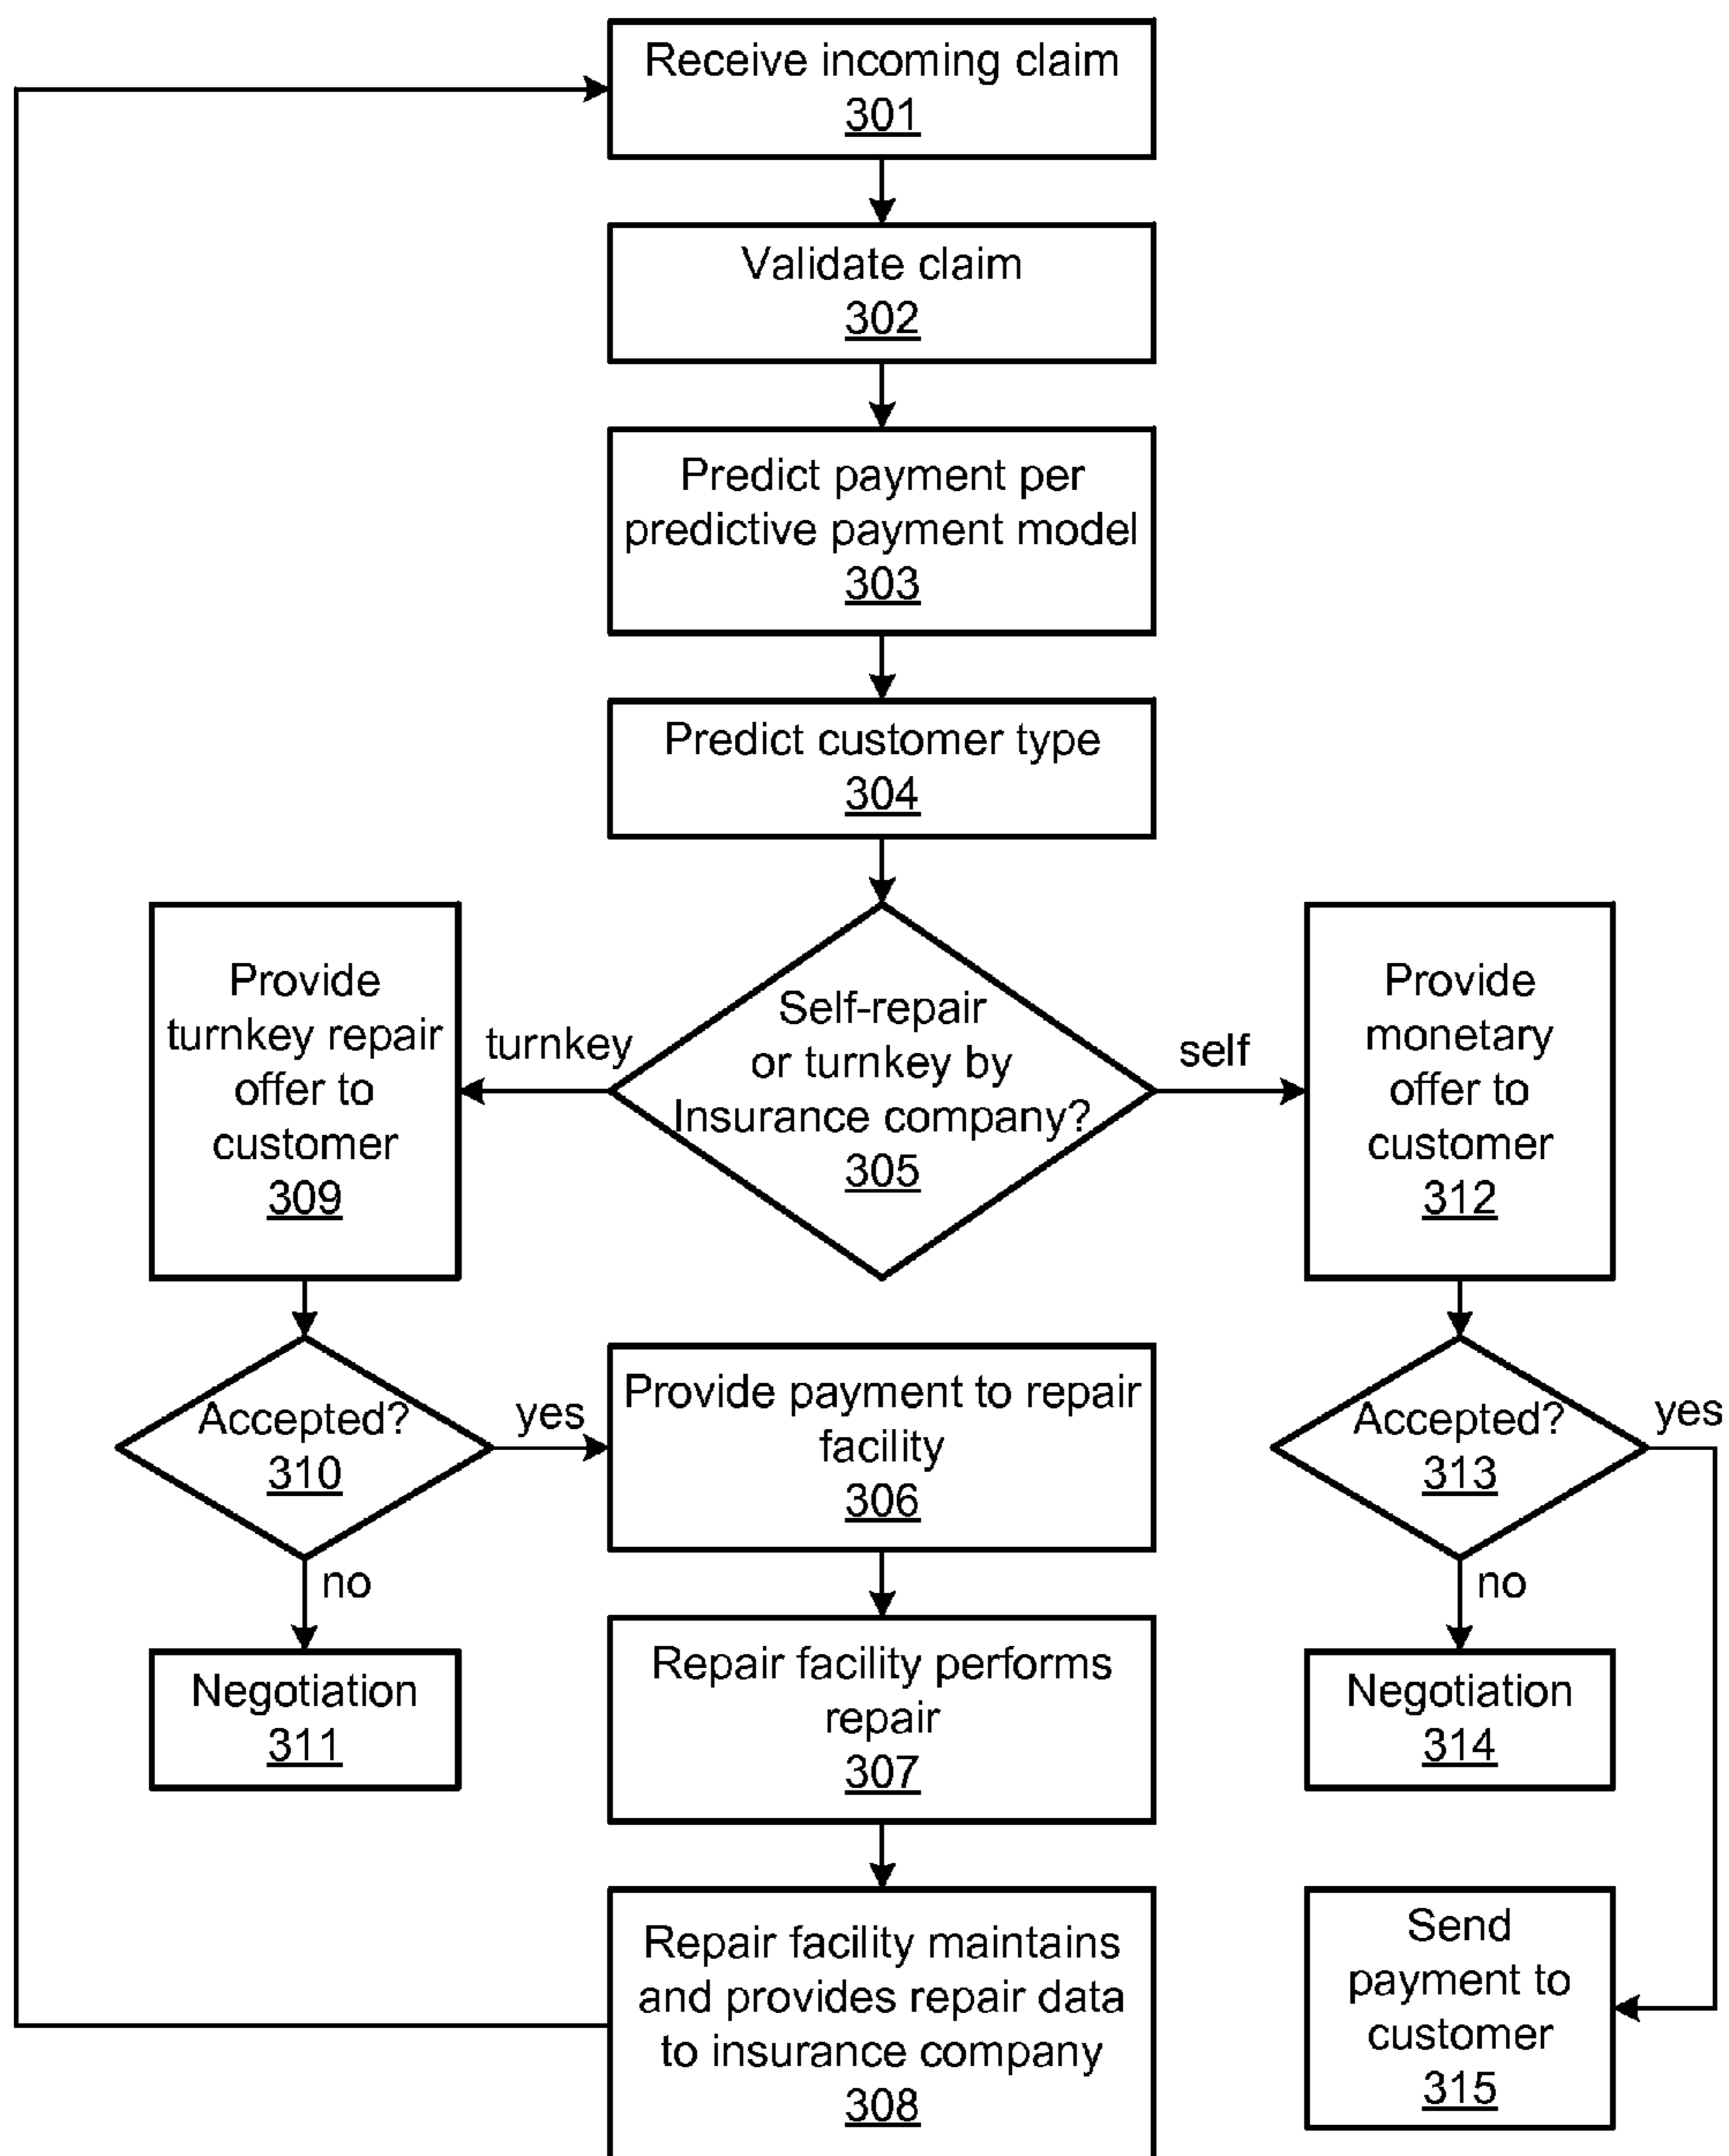 Receive incoming claim
301
Validate claim
302
Predict payment per
predictive payment model
303
Predict customer type
304
Self-repair
or turnkey by
Insurance company?
305
turnkey
self
Provide
turnkey repair
offer to
customer
309
Accepted?
310
yes
no
Negotiation
311
Provide payment to repair
facility
306
Repair facility performs
repair
307
Repair facility maintains
and provides repair data
to insurance company
308
Provide
monetary
offer to
customer
312
Accepted?
313
yes
no
Negotiation
314
Send
payment to
customer
315